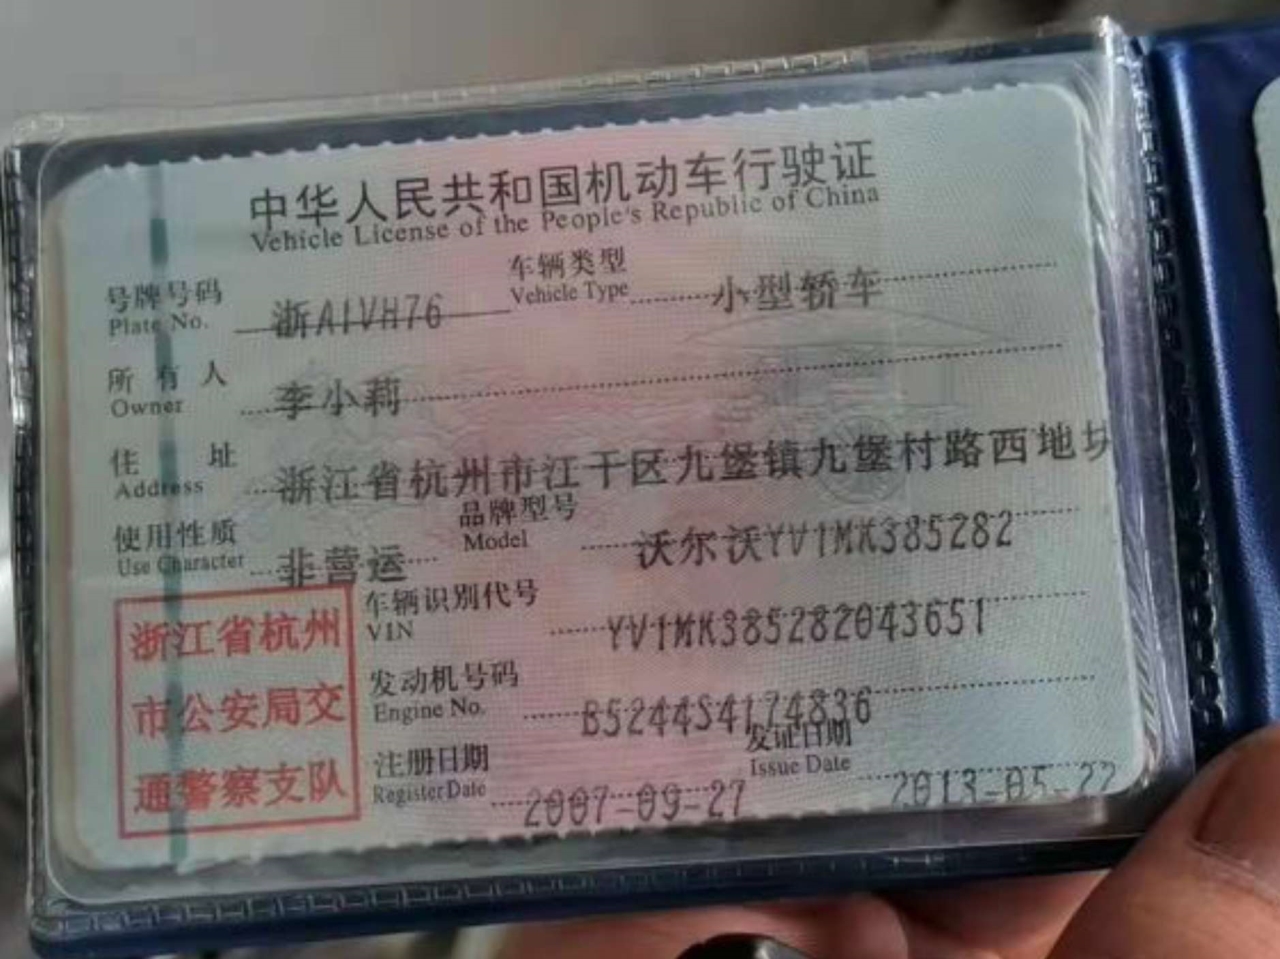 中华人民共和国机动车行驶证
Vehicle License of the People's Republic of China
号牌号码 浙A1VH76 车辆类型 小型轿车
Plate No. Vehicle Type
所有人 李小莉
Owner
住址 浙江省杭州市江干区九堡镇九堡村路西地块
Address
使用性质 非营运 品牌型号 沃尔沃YV1MK385282
Use Character Model
车辆识别代号 YV1MK385282043651
VIN
发动机号码 B5244S4174836
Engine No.
注册日期 2007-09-27 发证日期 2013-05-22
Register Date Issue Date
浙江省杭州
市公安局交
通警察支队